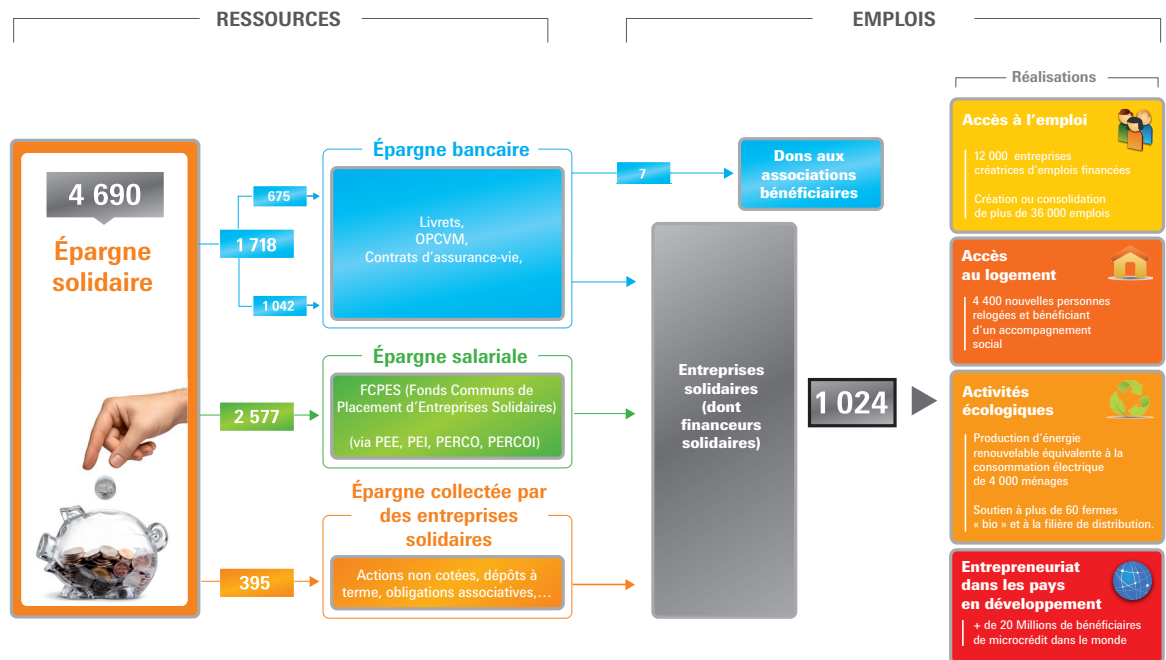 RESSOURCES
EMPLOIS
Réalisations
4 690
Épargne
solidaire
1 718
675
1 042
Épargne bancaire
Livrets,
OPCVM,
Contrats d'assurance-vie,
7
Dons aux
associations
bénéficiaires
2 577
Épargne salariale
FCPES (Fonds Communs de
Placement d'Entreprises Solidaires)
(via PEE, PEI, PERCO, PERCOI)
395
Épargne collectée par
des entreprises
solidaires
Actions non cotées, dépôts à
terme, obligations associatives,...
Entreprises
solidaires
(dont
financeurs
solidaires)
1 024
Accès à l'emploi
12 000 entreprises
créatrices d'emplois financées
Création ou consolidation
de plus de 36 000 emplois
Accès
au logement
4 400 nouvelles personnes
relogées et bénéficiant
d'un accompagnement
social
Activités
écologiques
Production d'énergie
renouvelable équivalente à la
consommation électrique
de 4 000 ménages
Soutien à plus de 60 fermes
« bio » et à la filière de distribution.
Entrepreneuriat
dans les pays
en développement
+ de 20 Millions de bénéficiaires
de microcrédit dans le monde